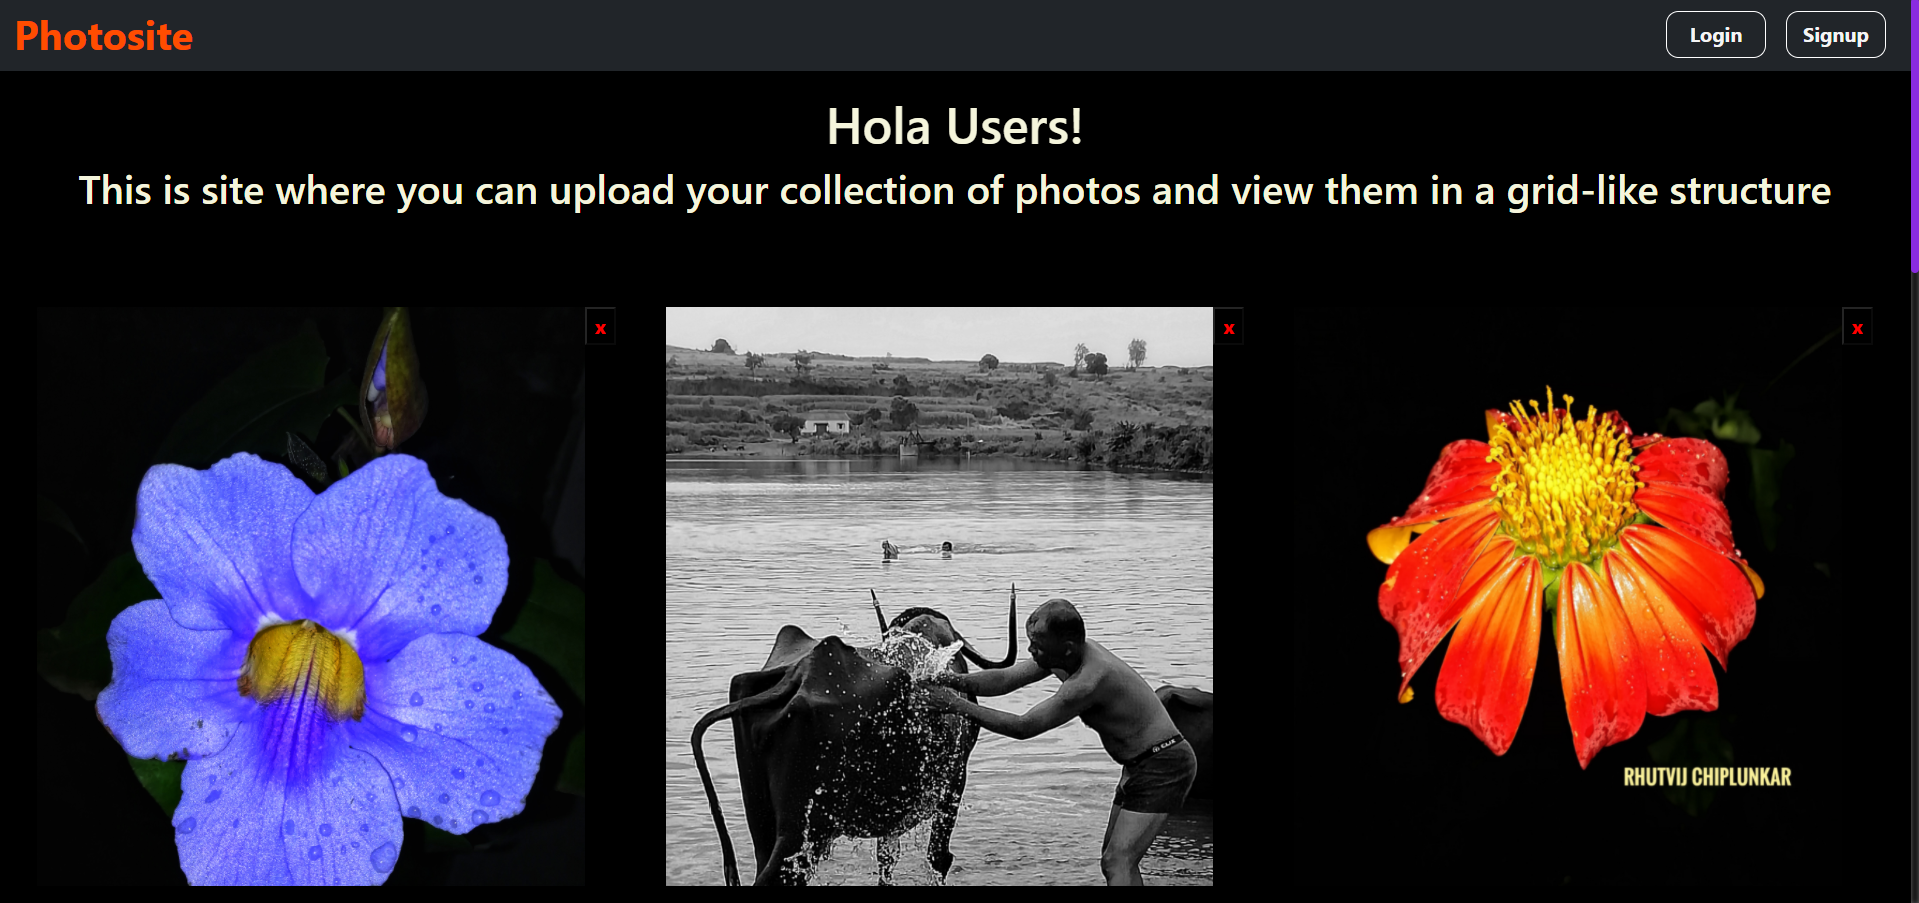 Photosite
Login
Signup
Hola Users!
This is site where you can upload your collection of photos and view them in a grid-like structure
x
x
x
RHUTVIJ CHIPLUNKAR